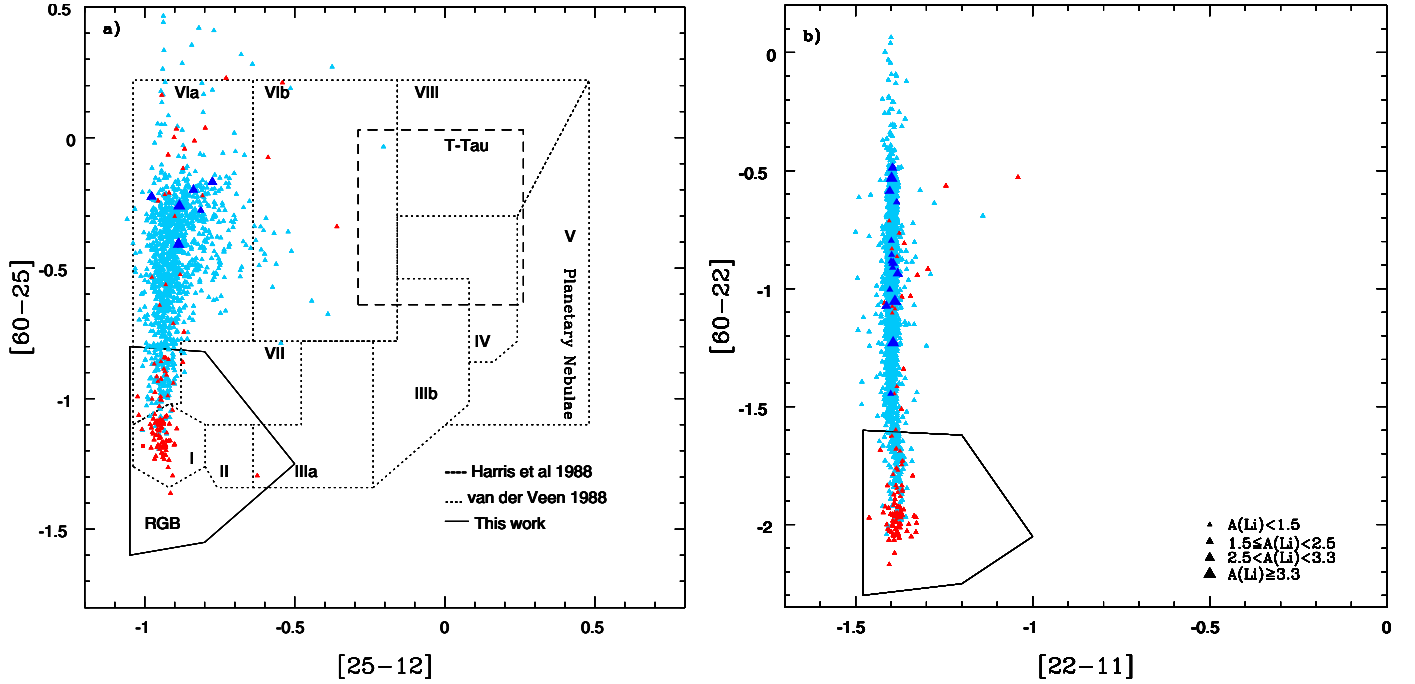 a)
0.5
0
-0.5
-1
-1.5
[60-25]
VIa
VIb
VIII
T-Tau
V
Planetary Nebulae
VII
IV
IIIb
I
II
IIIa
RGB
Harris et al 1988
van der Veen 1988
This work
-1
-0.5
0
0.5
[25-12]
b)
0
-0.5
-1
-1.5
-2
[60-22]
A(Li)<1.5
1.5≦A(Li)<2.5
2.5<A(Li)<3.3
A(Li)≧3.3
-1.5
-1
-0.5
0
[22-11]